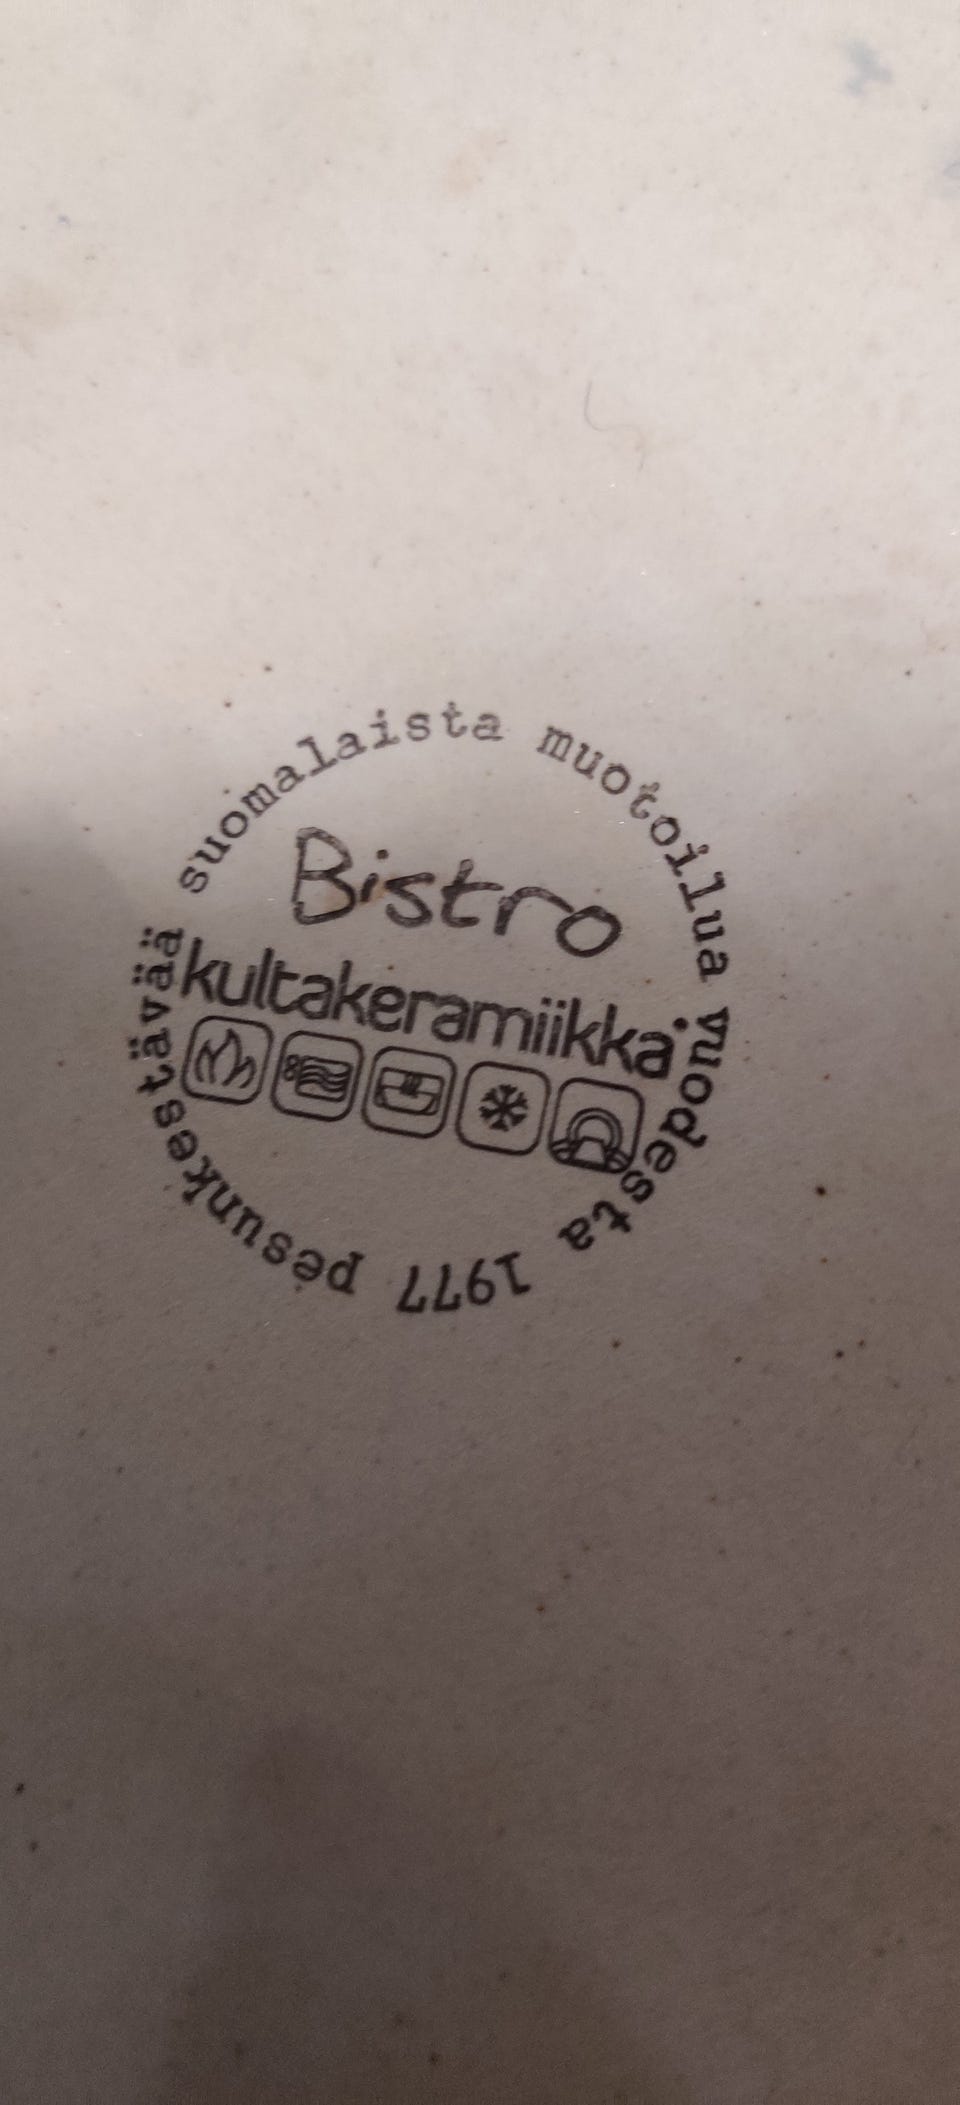 suomalaista muotoilua vuodesta 1977 pesunkestävää
Bistro
kultakeramiikka